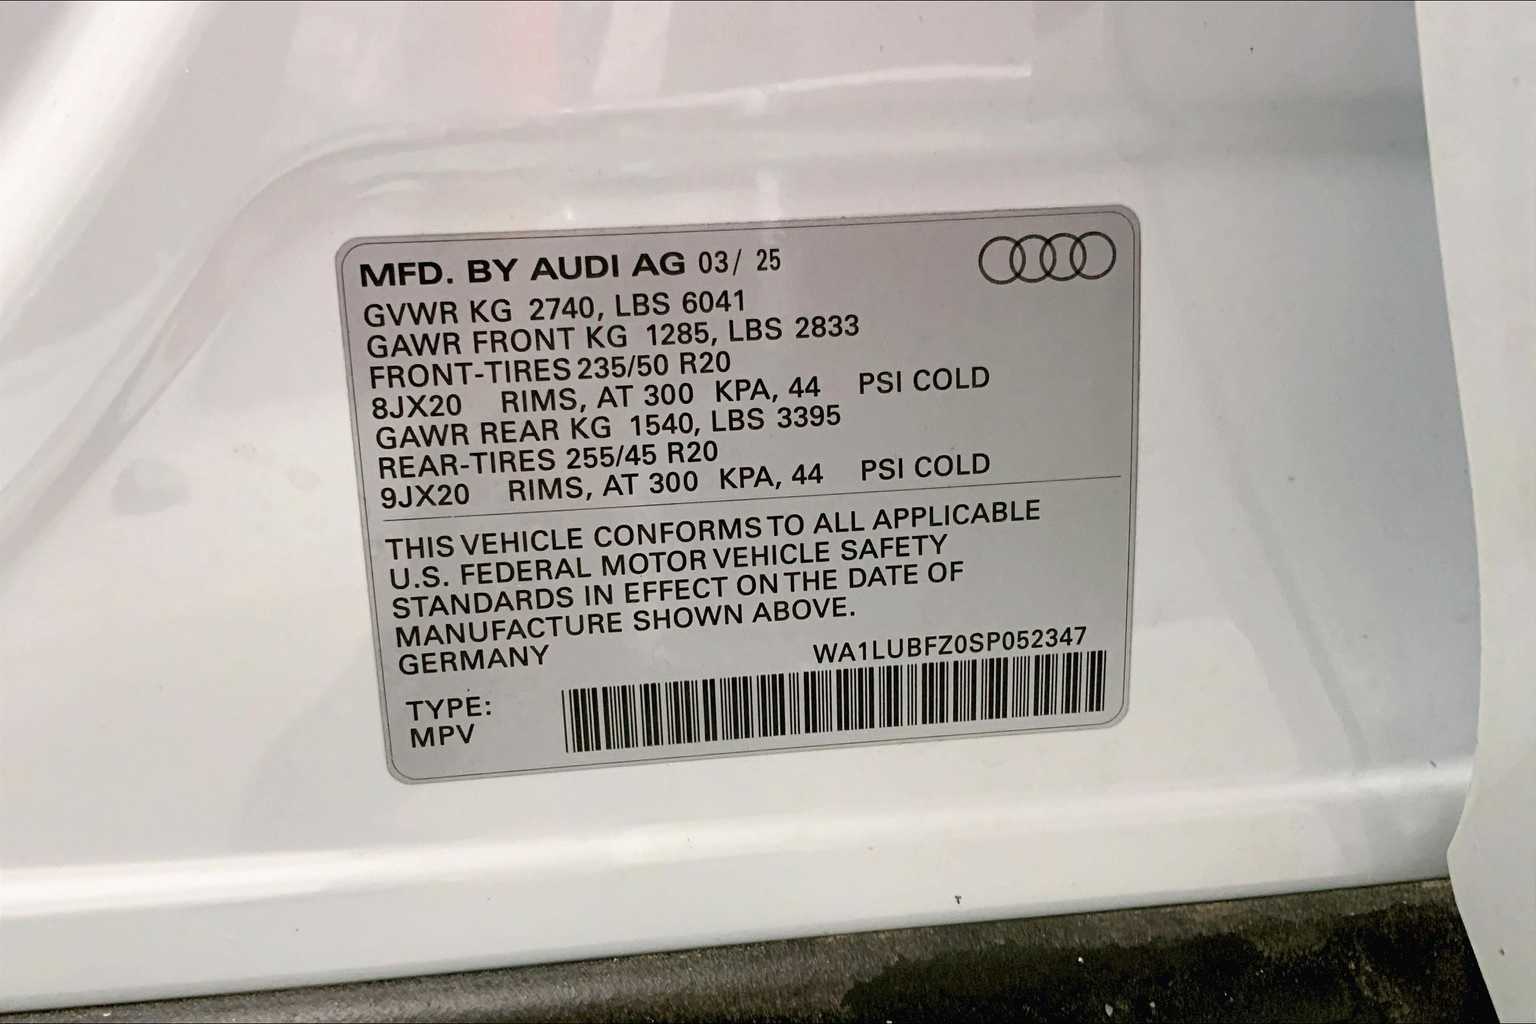 MFD. BY AUDI AG 03/ 25
GVWR KG 2740, LBS 6041
GAWR FRONT KG 1285, LBS 2833
FRONT-TIRES 235/50 R20
8JX20 RIMS, AT 300 KPA, 44 PSI COLD
GAWR REAR KG 1540, LBS 3395
REAR-TIRES 255/45 R20
9JX20 RIMS, AT 300 KPA, 44 PSI COLD
THIS VEHICLE CONFORMS TO ALL APPLICABLE
U.S. FEDERAL MOTOR VEHICLE SAFETY
STANDARDS IN EFFECT ON THE DATE OF
MANUFACTURE SHOWN ABOVE.
GERMANY WA1LUBFZ0SP052347
TYPE:
MPV